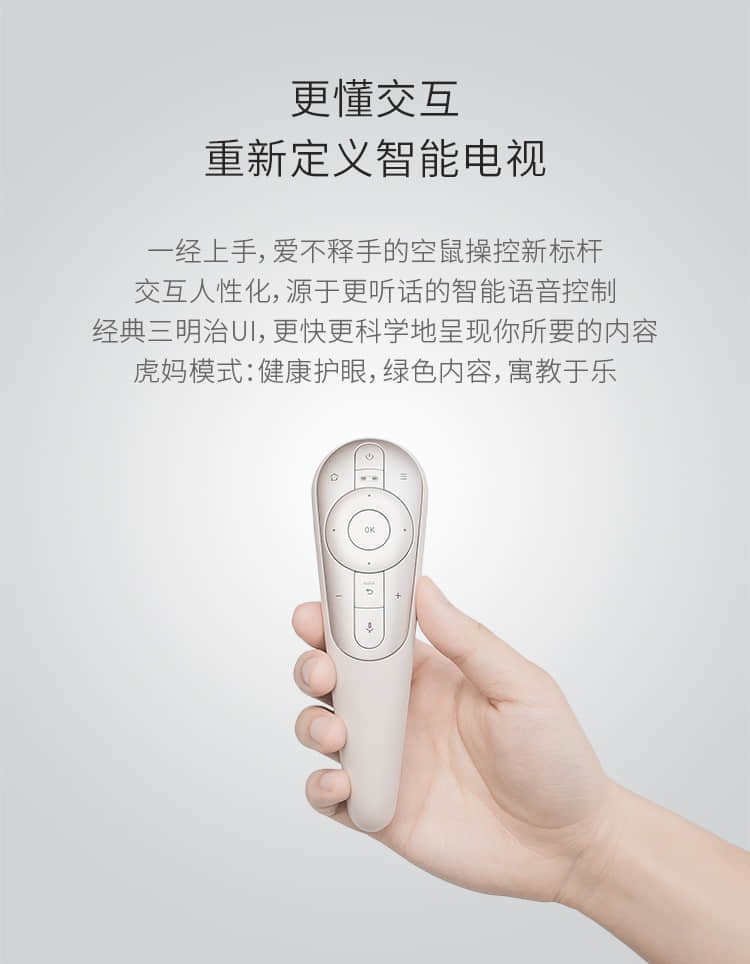 更懂交互
重新定义智能电视
一经上手，爱不释手的空鼠操控新标杆
交互人性化，源于更听话的智能语音控制
经典三明治UI，更快更科学地呈现你所要的内容
虎妈模式：健康护眼，绿色内容，寓教于乐
OK